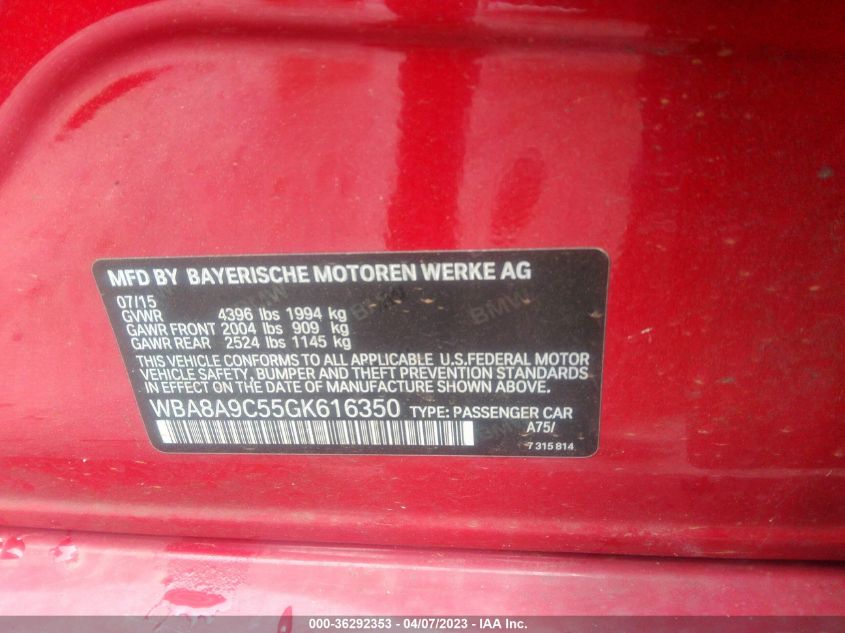 MFD BY BAYERISCHE MOTOREN WERKE AG
07/15
GVWR 4396 lbs 1994 kg
GAWR FRONT 2004 lbs 909 kg
GAWR REAR 2524 lbs 1145 kg
THIS VEHICLE CONFORMS TO ALL APPLICABLE U.S.FEDERAL MOTOR
VEHICLE SAFETY, BUMPER AND THEFT PREVENTION STANDARDS
IN EFFECT ON THE DATE OF MANUFACTURE SHOWN ABOVE.
WBA8A9C55GK616350 TYPE: PASSENGER CAR
A75/
7 315 814
BMW
000-36292353 - 04/07/2023 - IAA Inc.